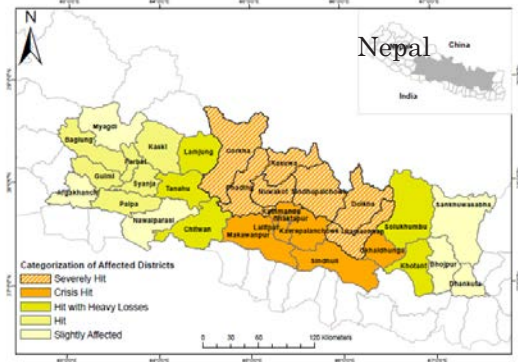 N
Nepal
China
India
Myagdi
Baglung
Parbat
Kaski
Lamjung
Gorkha
Rasuwa
Gulmi
Syanja
Tanahu
Dhading
Nuwakot
Sindhupalchowk
Dolkha
Sankhuwasabha
Argakhanchi
Palpa
Kathmandu
Bhaktapur
Solukhumbu
Nawalparasi
Chitwan
Lalitpur
Kavrepalanchowk
Ramechhap
Makawanpur
Okhaldhunga
Sindhuli
Khotang
Bhojpur
Dhankuta
Categorization of Affected Districts
Severely Hit
Crisis Hit
Hit with Heavy Losses
Hit
Slightly Affected
0 30 60 120 Kilometers